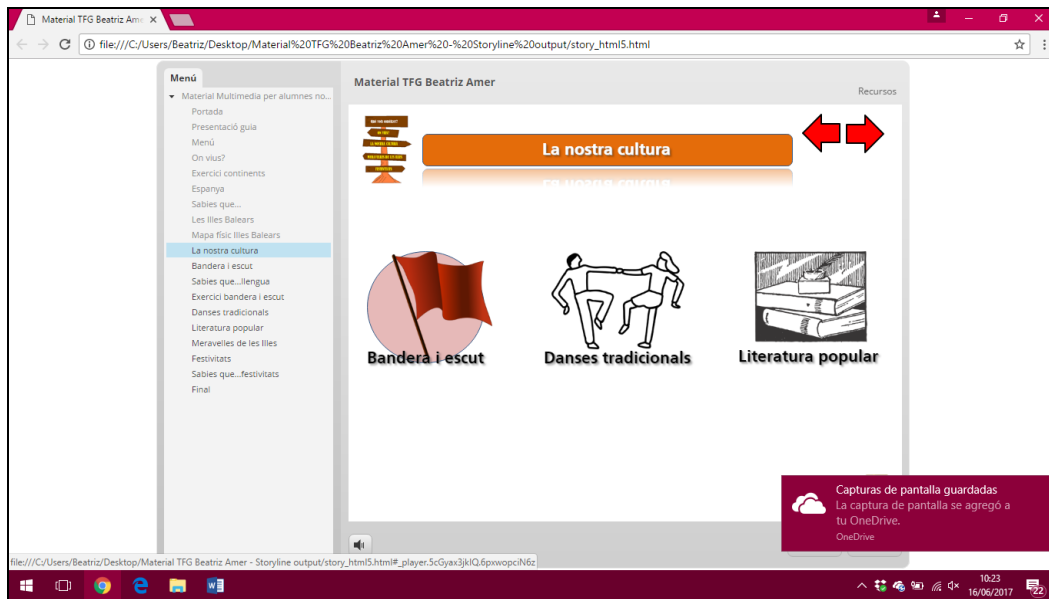 Material TFG Beatriz Ame
file:///C:/Users/Beatriz/Desktop/Material%20TFG%20Beatriz%20Amer%20-%20Storyline%20output/story_html5.html
Menú
Material Multimedia per alumnes no...
Portada
Presentació guia
Menú
On vius?
Exercici continents
Espanya
Sabies que...
Les Illes Balears
Mapa físic Illes Balears
La nostra cultura
Bandera i escut
Sabies que...llengua
Exercici bandera i escut
Danses tradicionals
Literatura popular
Meravelles de les Illes
Festivitats
Sabies que...festivitats
Final
Material TFG Beatriz Amer
Recursos
La nostra cultura
Bandera i escut
Danses tradicionals
Literatura popular
Capturas de pantalla guardadas
La captura de pantalla se agregó a
tu OneDrive.
OneDrive
file:///C:/Users/Beatriz/Desktop/Material TFG Beatriz Amer - Storyline output/story_html5.html#_player.5cGyax3jkIQ.6pxwopciN6z
10:23
16/06/2017
22